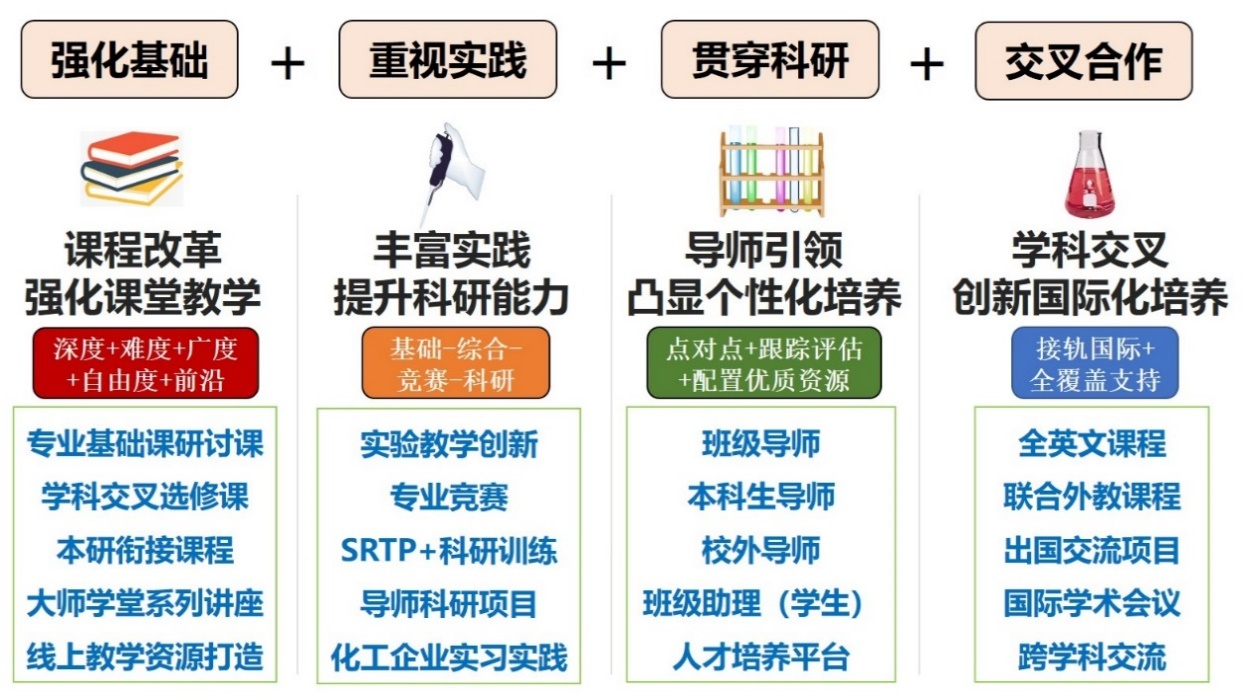 强化基础 + 重视实践 + 贯穿科研 + 交叉合作
课程改革
强化课堂教学
深度+难度+广度
+自由度+前沿
专业基础课研讨课
学科交叉选修课
本研衔接课程
大师学堂系列讲座
线上教学资源打造
丰富实践
提升科研能力
基础-综合-
竞赛-科研
实验教学创新
专业竞赛
SRTP+科研训练
导师科研项目
化工企业实习实践
导师引领
凸显个性化培养
点对点+跟踪评估
+配置优质资源
班级导师
本科生导师
校外导师
班级助理（学生）
人才培养平台
学科交叉
创新国际化培养
接轨国际+
全覆盖支持
全英文课程
联合外教课程
出国交流项目
国际学术会议
跨学科交流